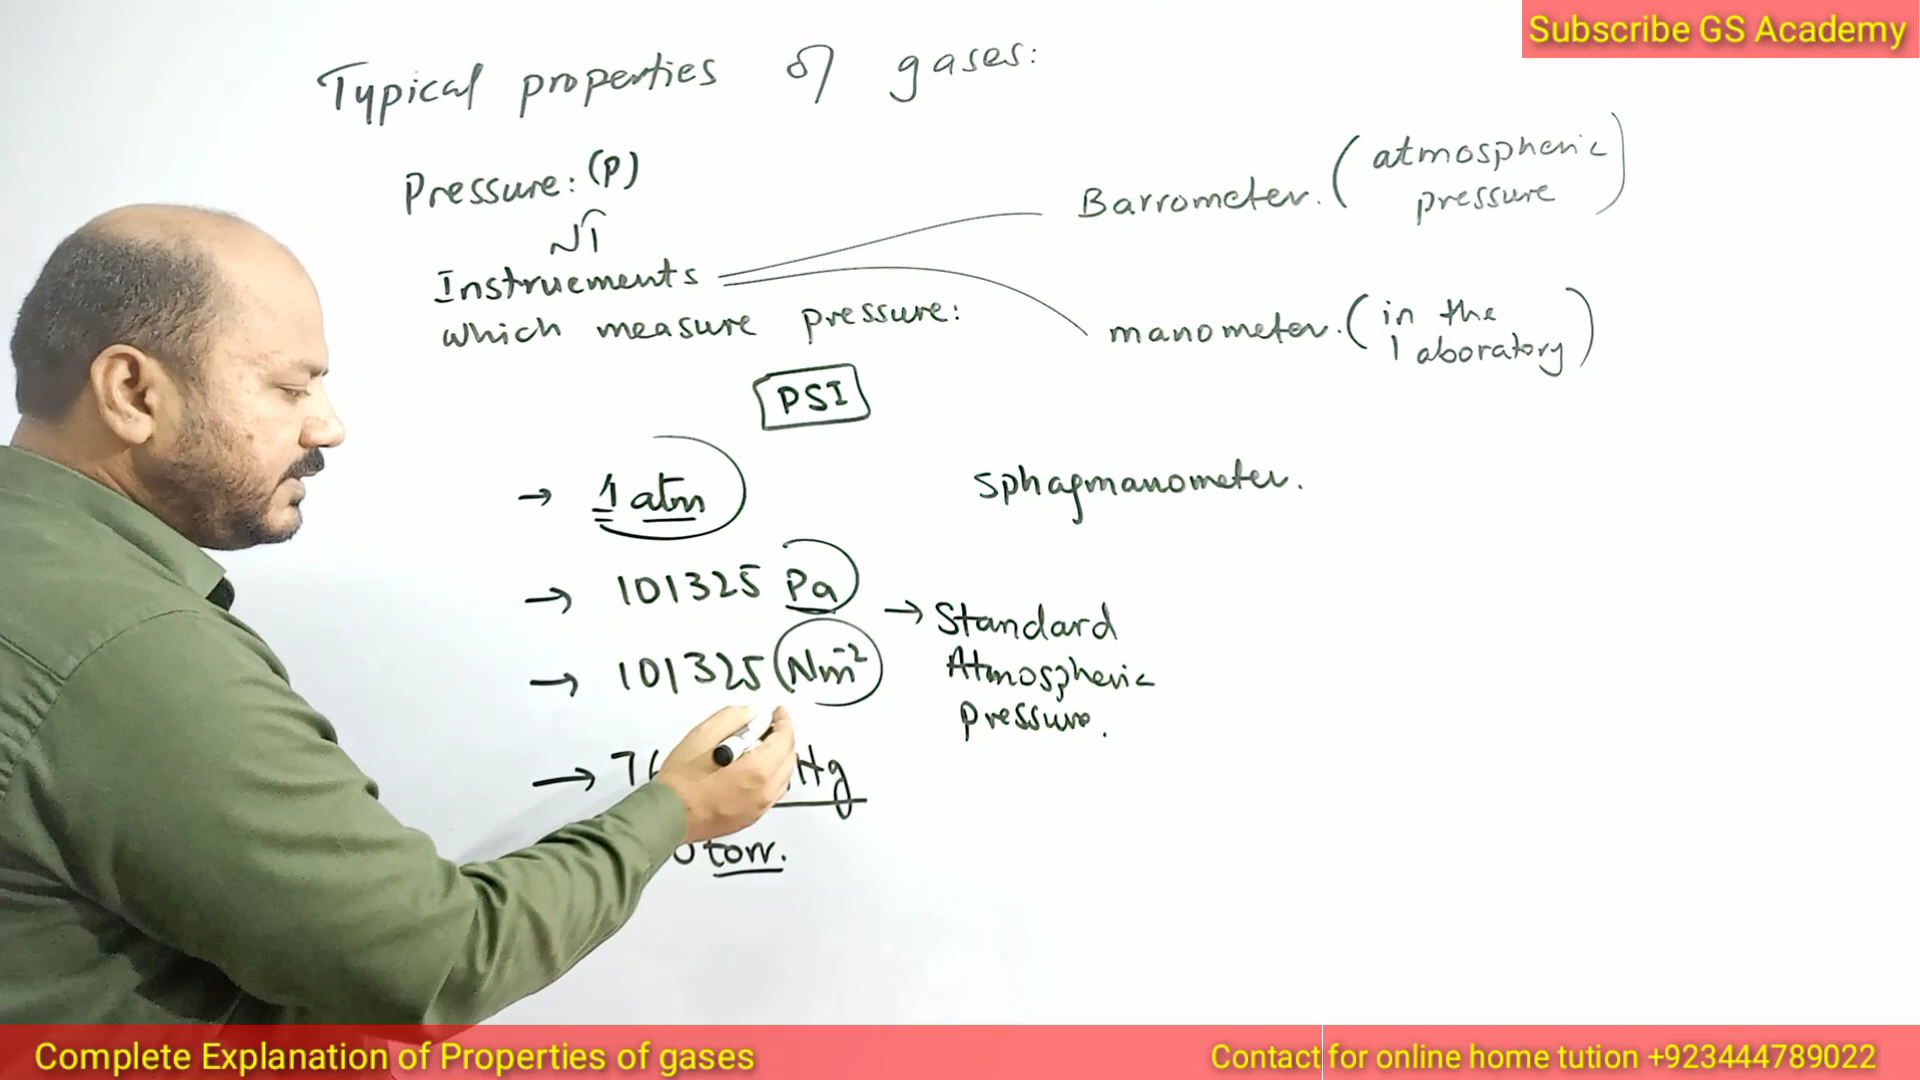 Subscribe GS Academy
Typical properties of gases:
Pressure: (P)
Instruements
which measure pressure:
Barrometer. (atmospheric
pressure)
manometer. (in the
laboratory)
PSI
→ 1 atm
sphagmanometer.
→ 101325 Pa
→ 101325 Nm⁻²
→ Standard
Atmospheric
pressure.
→ Hg
torr.
Complete Explanation of Properties of gases
Contact for online home tution +923444789022